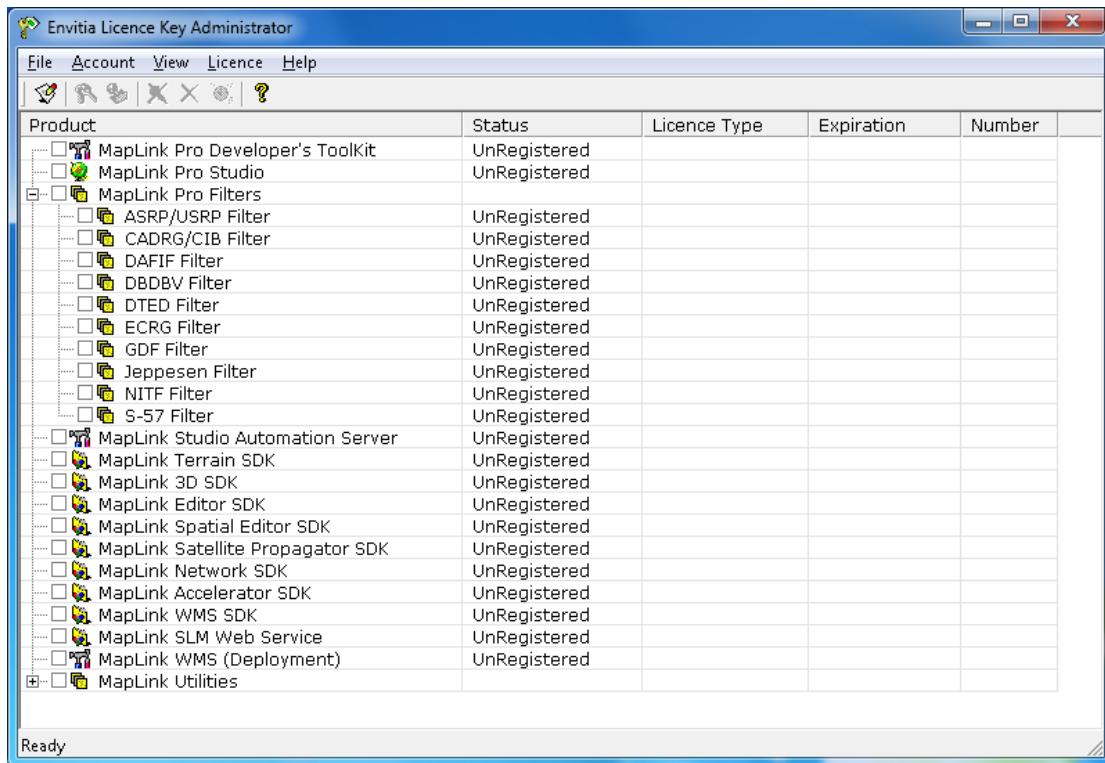 Envitia Licence Key Administrator
File Account View Licence Help
Product Status Licence Type Expiration Number
MapLink Pro Developer's ToolKit UnRegistered
MapLink Pro Studio UnRegistered
MapLink Pro Filters
ASRP/USRP Filter UnRegistered
CADRG/CIB Filter UnRegistered
DAFIF Filter UnRegistered
DBDBV Filter UnRegistered
DTED Filter UnRegistered
ECRG Filter UnRegistered
GDF Filter UnRegistered
Jeppesen Filter UnRegistered
NITF Filter UnRegistered
S-57 Filter UnRegistered
MapLink Studio Automation Server UnRegistered
MapLink Terrain SDK UnRegistered
MapLink 3D SDK UnRegistered
MapLink Editor SDK UnRegistered
MapLink Spatial Editor SDK UnRegistered
MapLink Satellite Propagator SDK UnRegistered
MapLink Network SDK UnRegistered
MapLink Accelerator SDK UnRegistered
MapLink WMS SDK UnRegistered
MapLink SLM Web Service UnRegistered
MapLink WMS (Deployment) UnRegistered
MapLink Utilities
Ready